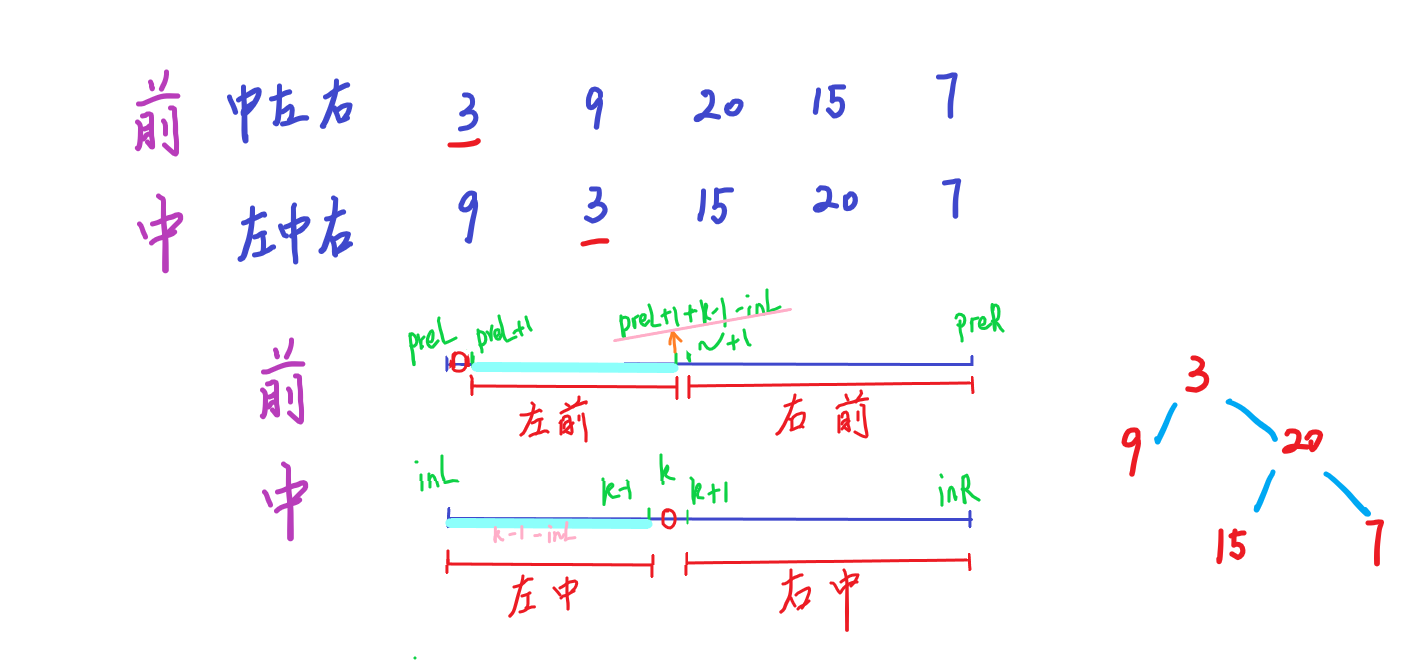 前 中左右 3 9 20 15 7
中 左中右 9 3 15 20 7
preL preL+1 preL+1+k-1-inL ~+1 preR
前
左前 右前
inL k-1 k k+1 inR
中
k-1-inL
左中 右中
3
9 20
15 7